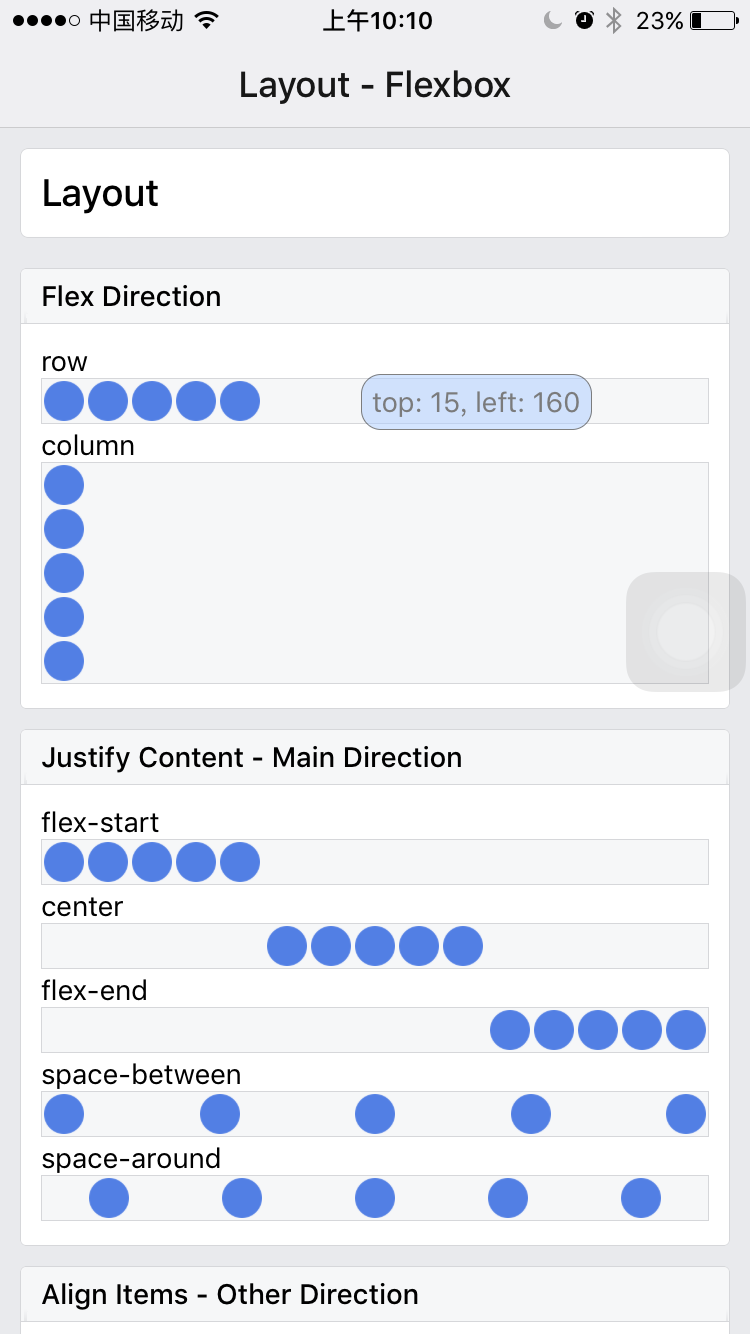 中国移动 上午10:10 23%
Layout - Flexbox
Layout
Flex Direction
row
top: 15, left: 160
column
Justify Content - Main Direction
flex-start
center
flex-end
space-between
space-around
Align Items - Other Direction